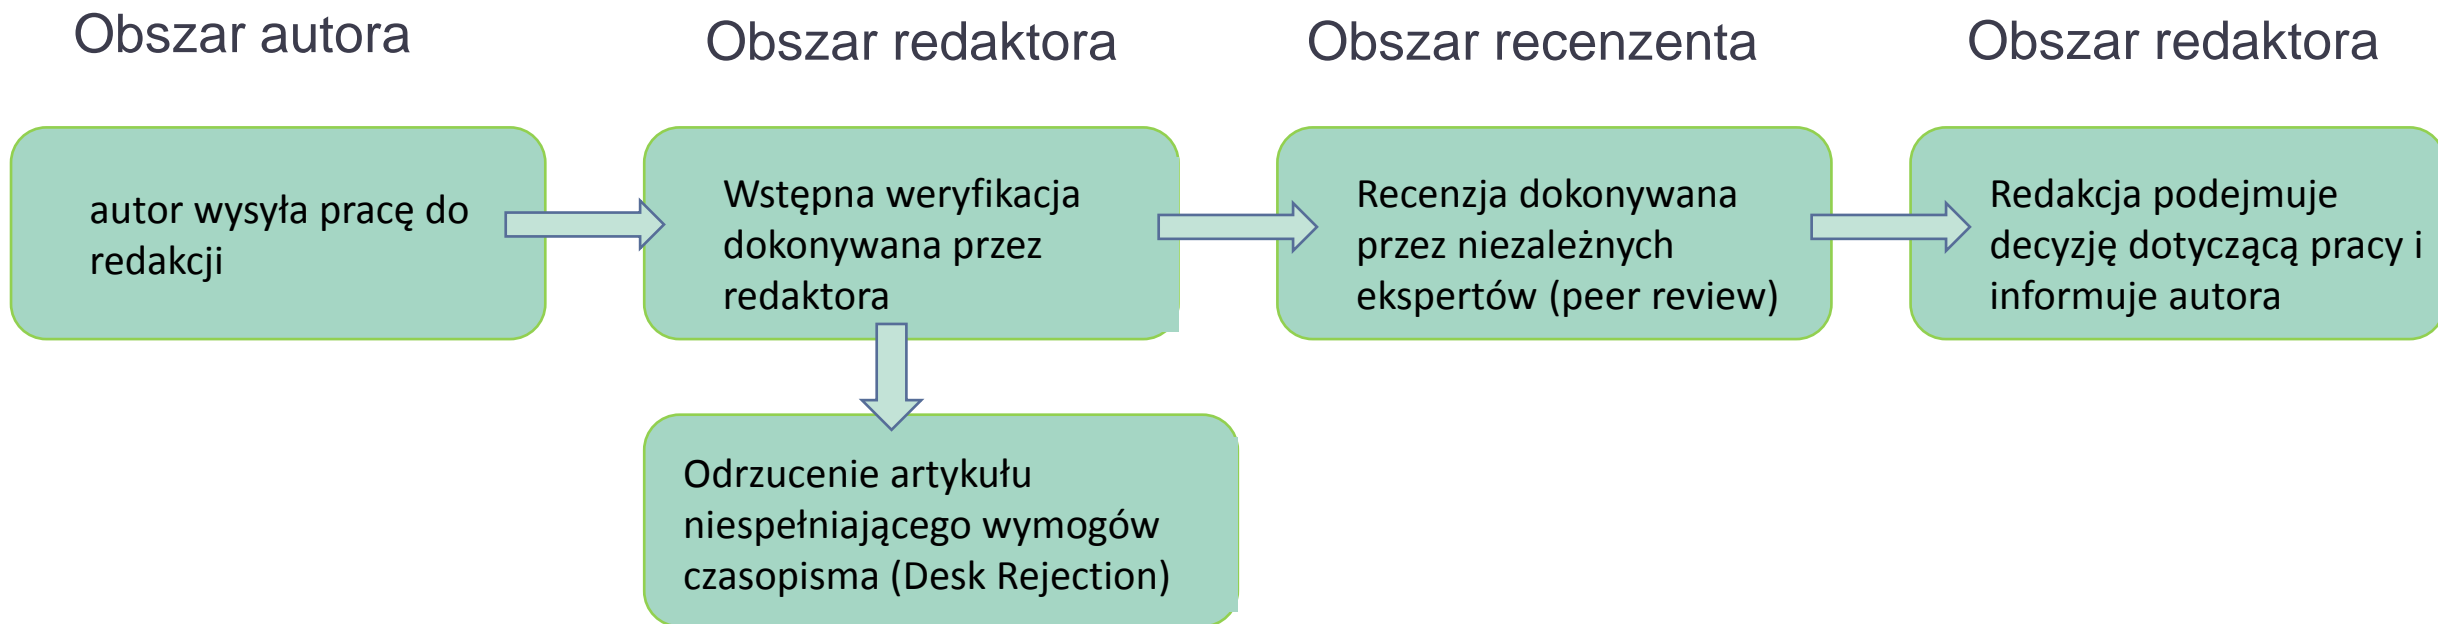 Obszar autora
Obszar redaktora
Obszar recenzenta
Obszar redaktora
autor wysyła pracę do
redakcji
Wstępna weryfikacja
dokonywana przez
redaktora
Recenzja dokonywana
przez niezależnych
ekspertów (peer review)
Redakcja podejmuje
decyzję dotyczącą pracy i
informuje autora
Odrzucenie artykułu
niespełniającego wymogów
czasopisma (Desk Rejection)